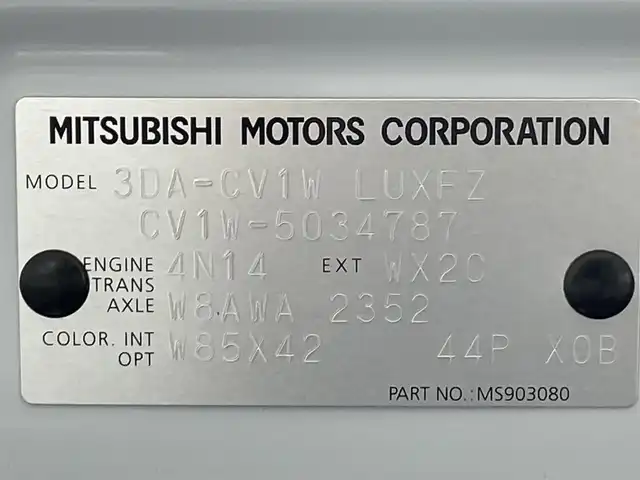 MITSUBISHI MOTORS CORPORATION
MODEL 3DA-CV1W LUXFZ
CV1W-5034787
ENGINE 4N14 EXT WX2C
TRANS
AXLE W8AWA 2352
COLOR. INT W85X42 44P X0B
OPT
PART NO.:MS903080